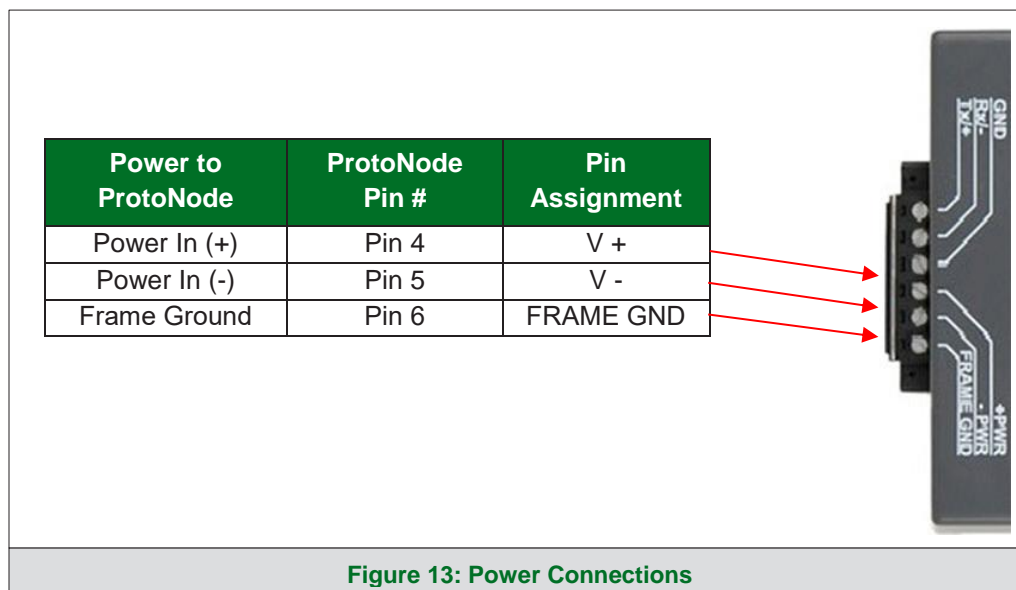 Power to ProtoNode Pin
ProtoNode Pin # Assignment
Power In (+) Pin 4 V +
Power In (-) Pin 5 V -
Frame Ground Pin 6 FRAME GND
GND
Rx/-
Tx/+
+PWR
- PWR
FRAME GND
Figure 13: Power Connections